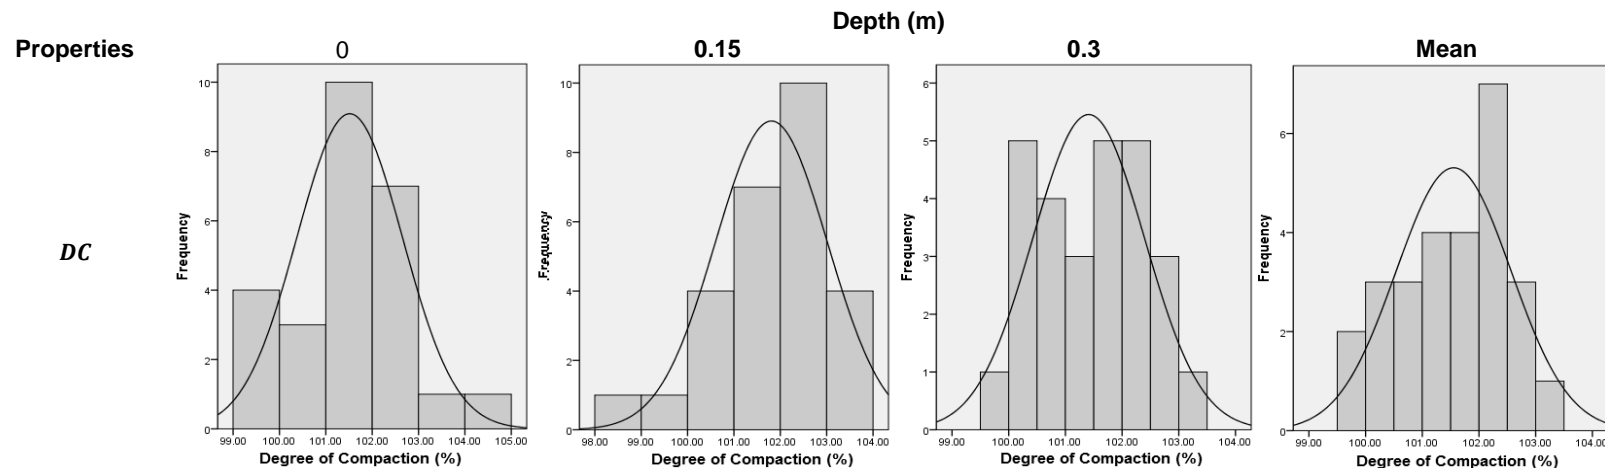 Depth (m)
Properties 0 0.15 0.3 Mean
DC
Frequency
10
8
6
4
2
0
99.00 100.00 101.00 102.00 103.00 104.00 105.00
Degree of Compaction (%)
Frequency
10
8
6
4
2
0
98.00 99.00 100.00 101.00 102.00 103.00 104.00
Degree of Compaction (%)
Frequency
6
5
4
3
2
1
0
99.00 100.00 101.00 102.00 103.00 104.00
Degree of Compaction (%)
Frequency
6
4
2
0
99.00 100.00 101.00 102.00 103.00 104.00
Degree of Compaction (%)